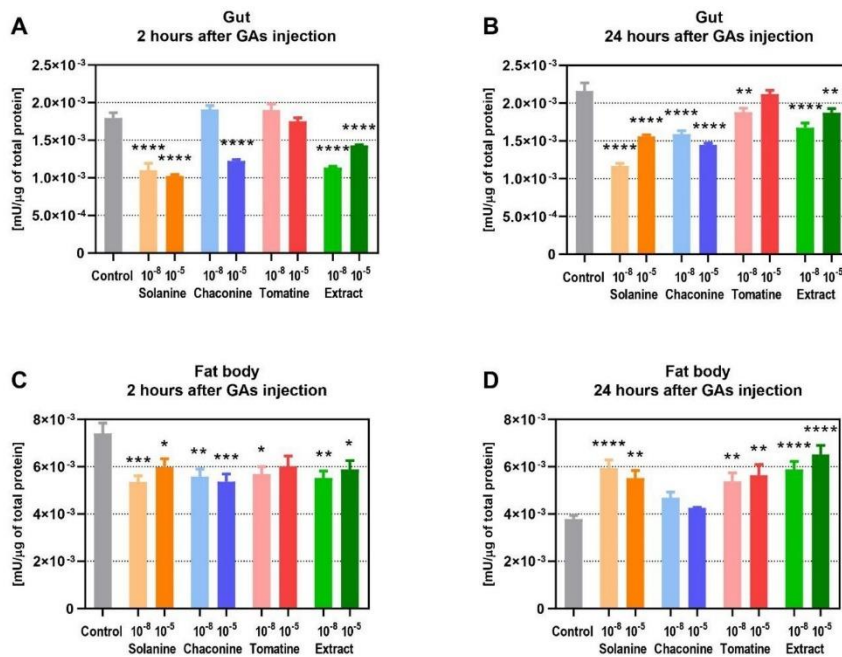 A
Gut
2 hours after GAs injection
[mU/µg of total protein]
2.5×10⁻³
2.0×10⁻³
1.5×10⁻³
1.0×10⁻³
5.0×10⁻⁴
0
****
****
****
****
****
Control
10⁻⁸ 10⁻⁵ 10⁻⁸ 10⁻⁵ 10⁻⁸ 10⁻⁵ 10⁻⁸ 10⁻⁵
Solanine Chaconine Tomatine Extract
B
Gut
24 hours after GAs injection
[mU/µg of total protein]
2.5×10⁻³
2.0×10⁻³
1.5×10⁻³
1.0×10⁻³
5.0×10⁻⁴
0
****
****
****
****
**
****
**
Control
10⁻⁸ 10⁻⁵ 10⁻⁸ 10⁻⁵ 10⁻⁸ 10⁻⁵ 10⁻⁸ 10⁻⁵
Solanine Chaconine Tomatine Extract
C
Fat body
2 hours after GAs injection
[mU/µg of total protein]
8×10⁻³
6×10⁻³
4×10⁻³
2×10⁻³
0
***
*
**
***
*
**
*
Control
10⁻⁸ 10⁻⁵ 10⁻⁸ 10⁻⁵ 10⁻⁸ 10⁻⁵ 10⁻⁸ 10⁻⁵
Solanine Chaconine Tomatine Extract
D
Fat body
24 hours after GAs injection
[mU/µg of total protein]
8×10⁻³
6×10⁻³
4×10⁻³
2×10⁻³
0
****
**
**
**
****
****
Control
10⁻⁸ 10⁻⁵ 10⁻⁸ 10⁻⁵ 10⁻⁸ 10⁻⁵ 10⁻⁸ 10⁻⁵
Solanine Chaconine Tomatine Extract